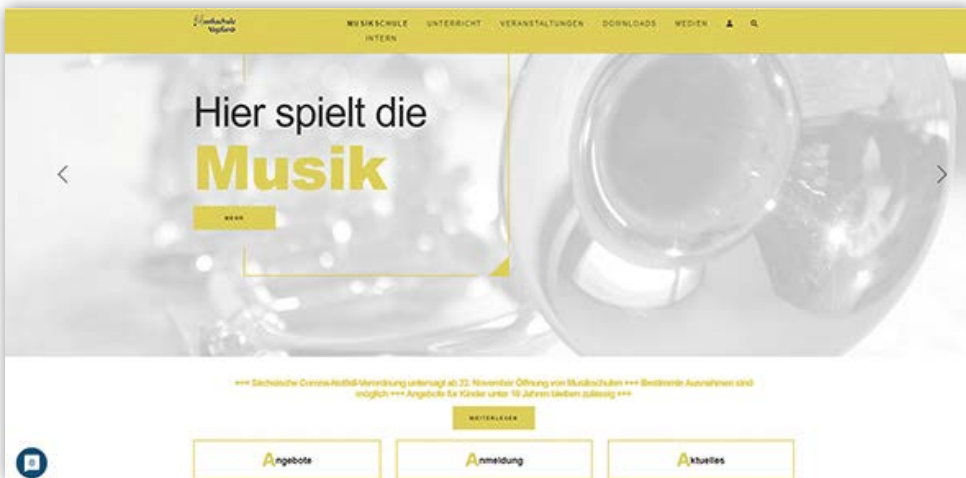 Musikschule
Vogtland
MUSIKSCHULE UNTERRICHT VERANSTALTUNGEN DOWNLOADS MEDIEN
INTERN
Hier spielt die
Musik
MEHR
+++ Sächsische Corona-Notfall-Verordnung untersagt ab 22. November Öffnung von Musikschulen +++ Bestimmte Ausnahmen sind
möglich +++ Angebote für Kinder unter 16 Jahren bleiben zulässig +++
WEITERLESEN
Angebote
Anmeldung
Aktuelles